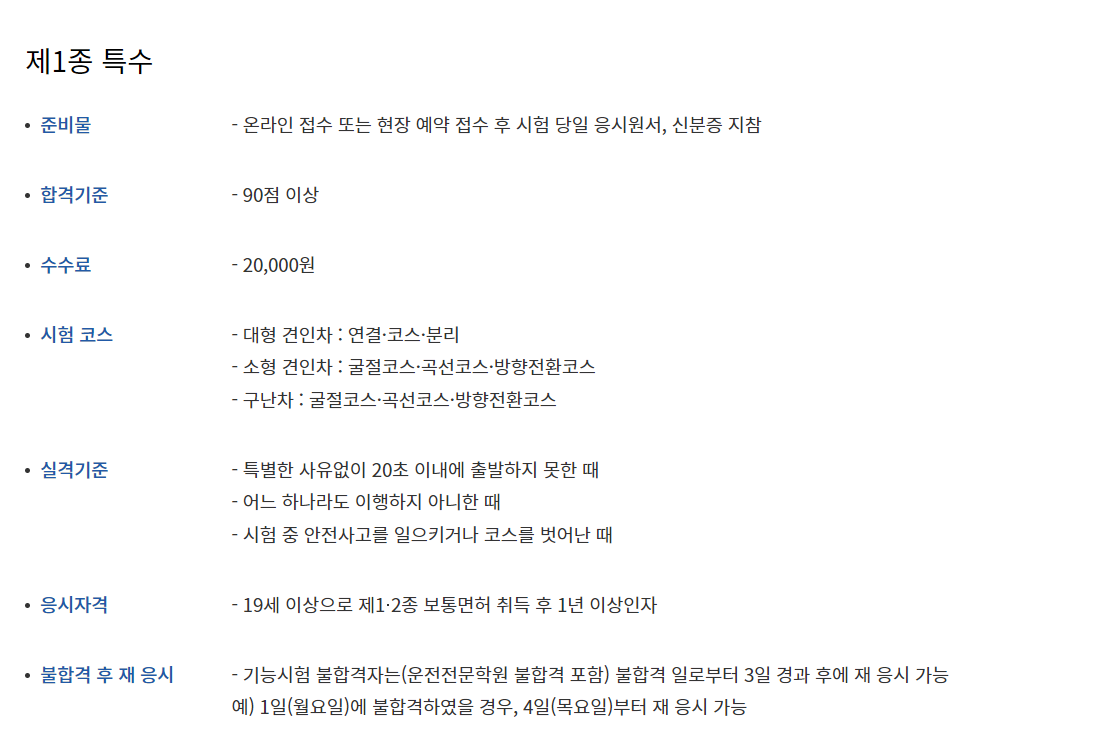 제1종 특수
• 준비물 - 온라인 접수 또는 현장 예약 접수 후 시험 당일 응시원서, 신분증 지참
• 합격기준 - 90점 이상
• 수수료 - 20,000원
• 시험 코스 - 대형 견인차 : 연결·코스·분리
- 소형 견인차 : 굴절코스·곡선코스·방향전환코스
- 구난차 : 굴절코스·곡선코스·방향전환코스
• 실격기준 - 특별한 사유없이 20초 이내에 출발하지 못한 때
- 어느 하나라도 이행하지 아니한 때
- 시험 중 안전사고를 일으키거나 코스를 벗어난 때
• 응시자격 - 19세 이상으로 제1·2종 보통면허 취득 후 1년 이상인자
• 불합격 후 재 응시 - 기능시험 불합격자는(운전전문학원 불합격 포함) 불합격 일로부터 3일 경과 후에 재 응시 가능
예) 1일(월요일)에 불합격하였을 경우, 4일(목요일)부터 재 응시 가능